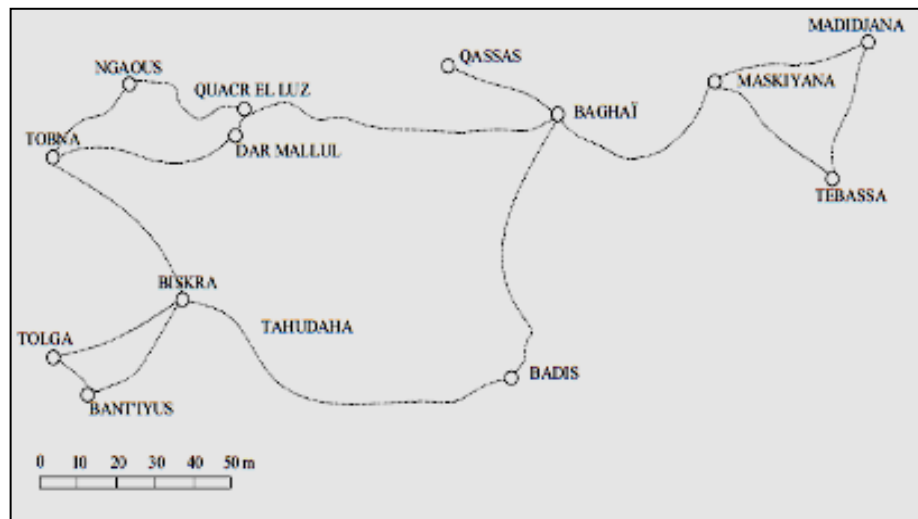 MADIDJANA
QASSAS
NGAOUS
MASKIYANA
QUACR EL LUZ
BAGHAÏ
TOBNA
DAR MALLUL
TEBASSA
BISKRA
TAHUDAHA
TOLGA
BADIS
BANT'IYUS
0 10 20 30 40 50 m